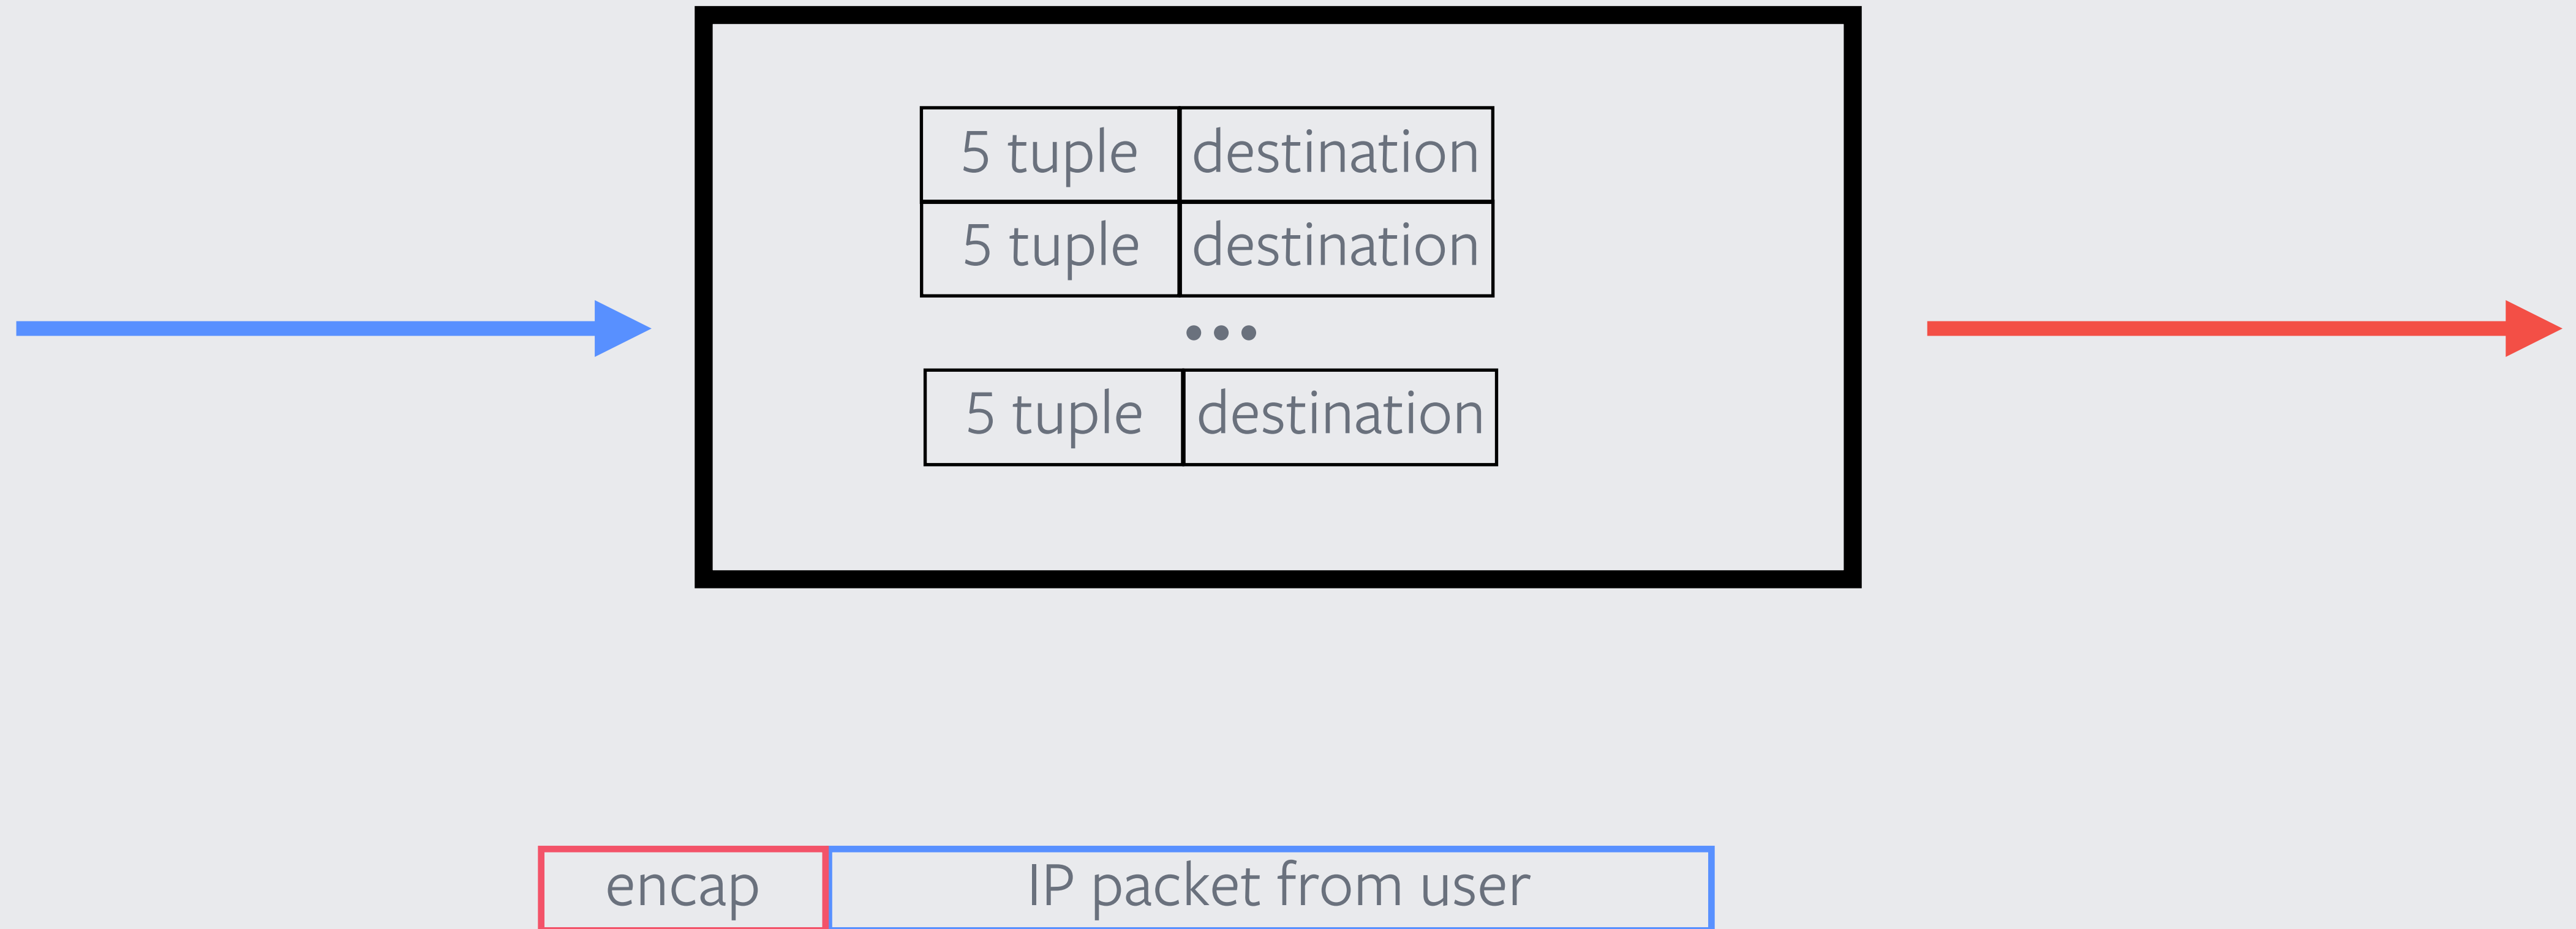 5 tuple destination
5 tuple destination
...
5 tuple destination
encap IP packet from user